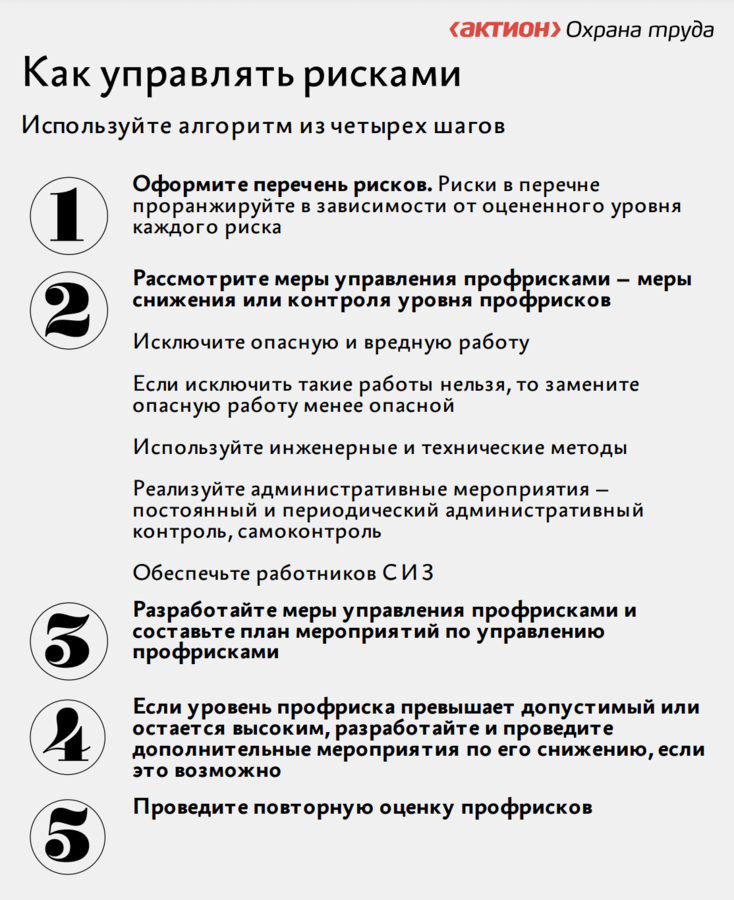 ‹актион› Охрана труда
Как управлять рисками
Используйте алгоритм из четырех шагов
1
Оформите перечень рисков. Риски в перечне
проранжируйте в зависимости от оцененного уровня
каждого риска
2
Рассмотрите меры управления профрисками – меры
снижения или контроля уровня профрисков
Исключите опасную и вредную работу
Если исключить такие работы нельзя, то замените
опасную работу менее опасной
Используйте инженерные и технические методы
Реализуйте административные мероприятия –
постоянный и периодический административный
контроль, самоконтроль
Обеспечьте работников СИЗ
3
Разработайте меры управления профрисками и
составьте план мероприятий по управлению
профрисками
4
Если уровень профриска превышает допустимый или
остается высоким, разработайте и проведите
дополнительные мероприятия по его снижению, если
это возможно
5
Проведите повторную оценку профрисков